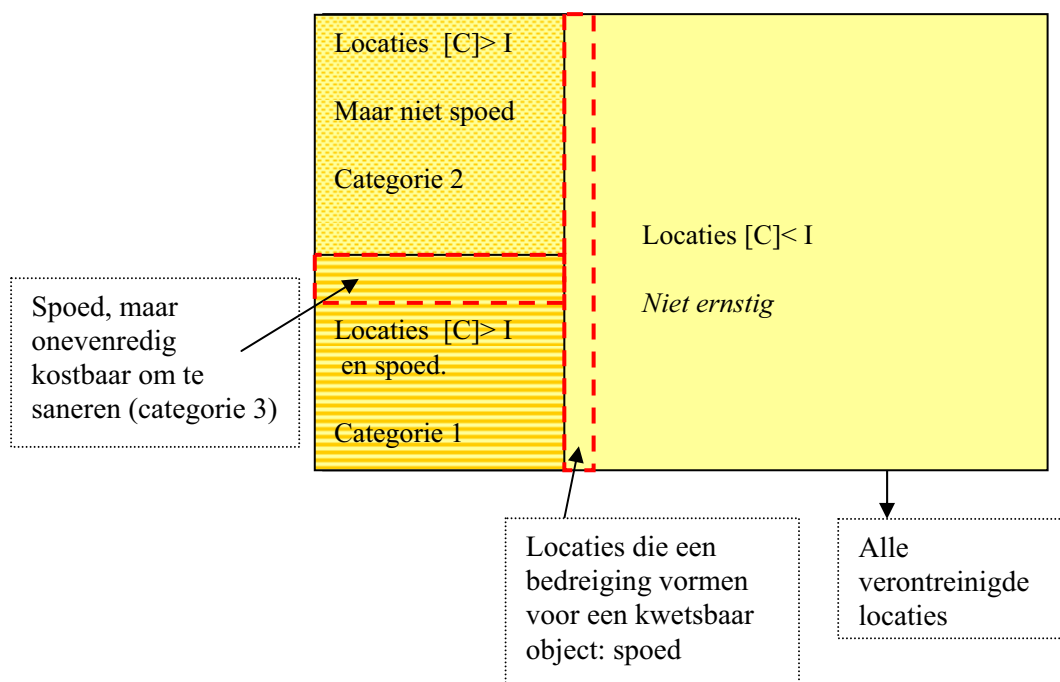 Locaties [C]> I
Maar niet spoed
Categorie 2
Locaties [C]< I
Niet ernstig
Spoed, maar
onevenredig
kostbaar om te
saneren (categorie 3)
Locaties [C]> I
en spoed.
Categorie 1
Locaties die een
bedreiging vormen
voor een kwetsbaar
object: spoed
Alle
verontreinigde
locaties